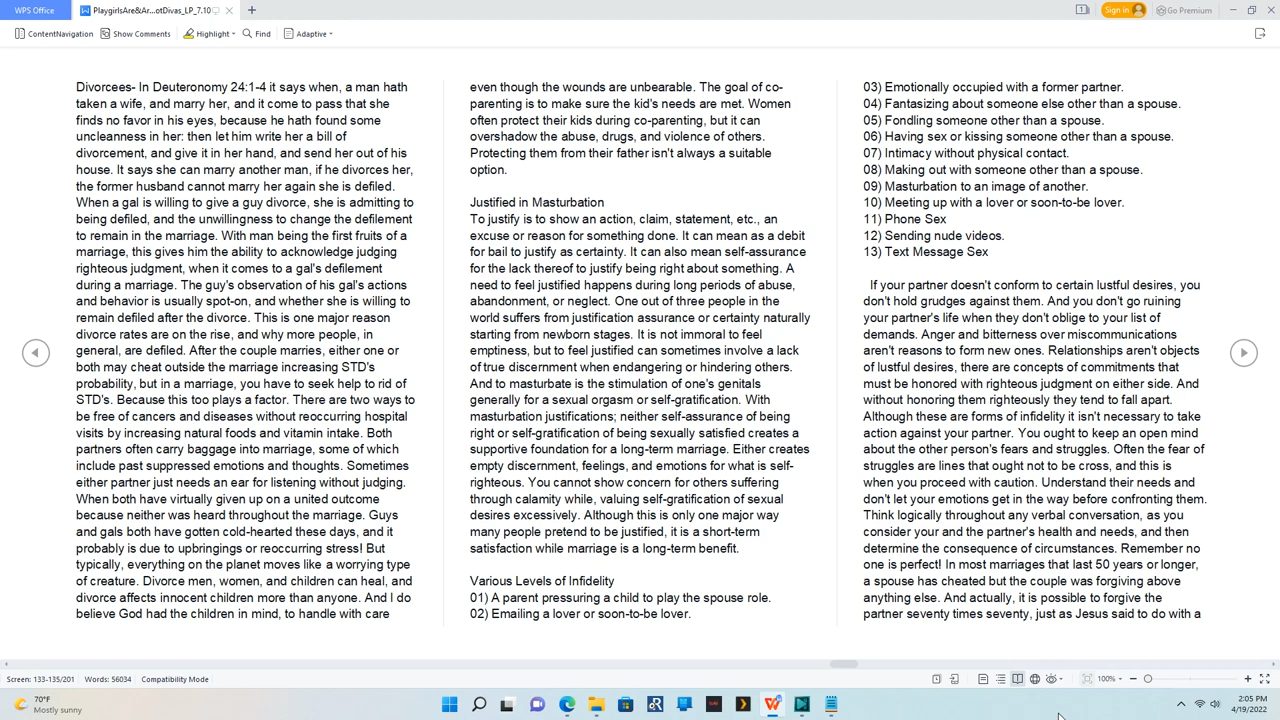 WPS Office
PlaygirlsAre&Ar...otDivas_LP_7.10
1
Sign in
Go Premium
ContentNavigation
Show Comments
Highlight
Find
Adaptive
Divorcees- In Deuteronomy 24:1-4 it says when, a man hath
taken a wife, and marry her, and it come to pass that she
finds no favor in his eyes, because he hath found some
uncleanness in her: then let him write her a bill of
divorcement, and give it in her hand, and send her out of his
house. It says she can marry another man, if he divorces her,
the former husband cannot marry her again she is defiled.
When a gal is willing to give a guy divorce, she is admitting to
being defiled, and the unwillingness to change the defilement
to remain in the marriage. With man being the first fruits of a
marriage, this gives him the ability to acknowledge judging
righteous judgment, when it comes to a gal's defilement
during a marriage. The guy's observation of his gal's actions
and behavior is usually spot-on, and whether she is willing to
remain defiled after the divorce. This is one major reason
divorce rates are on the rise, and why more people, in
general, are defiled. After the couple marries, either one or
both may cheat outside the marriage increasing STD's
probability, but in a marriage, you have to seek help to rid of
STD's. Because this too plays a factor. There are two ways to
be free of cancers and diseases without reoccurring hospital
visits by increasing natural foods and vitamin intake. Both
partners often carry baggage into marriage, some of which
include past suppressed emotions and thoughts. Sometimes
either partner just needs an ear for listening without judging.
When both have virtually given up on a united outcome
because neither was heard throughout the marriage. Guys
and gals both have gotten cold-hearted these days, and it
probably is due to upbringings or reoccurring stress! But
typically, everything on the planet moves like a worrying type
of creature. Divorce men, women, and children can heal, and
divorce affects innocent children more than anyone. And I do
believe God had the children in mind, to handle with care
even though the wounds are unbearable. The goal of co-
parenting is to make sure the kid's needs are met. Women
often protect their kids during co-parenting, but it can
overshadow the abuse, drugs, and violence of others.
Protecting them from their father isn't always a suitable
option.
Justified in Masturbation
To justify is to show an action, claim, statement, etc., an
excuse or reason for something done. It can mean as a debit
for bail to justify as certainty. It can also mean self-assurance
for the lack thereof to justify being right about something. A
need to feel justified happens during long periods of abuse,
abandonment, or neglect. One out of three people in the
world suffers from justification assurance or certainty naturally
starting from newborn stages. It is not immoral to feel
emptiness, but to feel justified can sometimes involve a lack
of true discernment when endangering or hindering others.
And to masturbate is the stimulation of one's genitals
generally for a sexual orgasm or self-gratification. With
masturbation justifications; neither self-assurance of being
right or self-gratification of being sexually satisfied creates a
supportive foundation for a long-term marriage. Either creates
empty discernment, feelings, and emotions for what is self-
righteous. You cannot show concern for others suffering
through calamity while, valuing self-gratification of sexual
desires excessively. Although this is only one major way
many people pretend to be justified, it is a short-term
satisfaction while marriage is a long-term benefit.
Various Levels of Infidelity
01) A parent pressuring a child to play the spouse role.
02) Emailing a lover or soon-to-be lover.
03) Emotionally occupied with a former partner.
04) Fantasizing about someone else other than a spouse.
05) Fondling someone other than a spouse.
06) Having sex or kissing someone other than a spouse.
07) Intimacy without physical contact.
08) Making out with someone other than a spouse.
09) Masturbation to an image of another.
10) Meeting up with a lover or soon-to-be lover.
11) Phone Sex
12) Sending nude videos.
13) Text Message Sex
If your partner doesn't conform to certain lustful desires, you
don't hold grudges against them. And you don't go ruining
your partner's life when they don't oblige to your list of
demands. Anger and bitterness over miscommunications
aren't reasons to form new ones. Relationships aren't objects
of lustful desires, there are concepts of commitments that
must be honored with righteous judgment on either side. And
without honoring them righteously they tend to fall apart.
Although these are forms of infidelity it isn't necessary to take
action against your partner. You ought to keep an open mind
about the other person's fears and struggles. Often the fear of
struggles are lines that ought not to be cross, and this is
when you proceed with caution. Understand their needs and
don't let your emotions get in the way before confronting them.
Think logically throughout any verbal conversation, as you
consider your and the partner's health and needs, and then
determine the consequence of circumstances. Remember no
one is perfect! In most marriages that last 50 years or longer,
a spouse has cheated but the couple was forgiving above
anything else. And actually, it is possible to forgive the
partner seventy times seventy, just as Jesus said to do with a
Screen: 133-135/201
Words: 56034
Compatibility Mode
100%
70°F
Mostly sunny
2:05 PM
4/19/2022